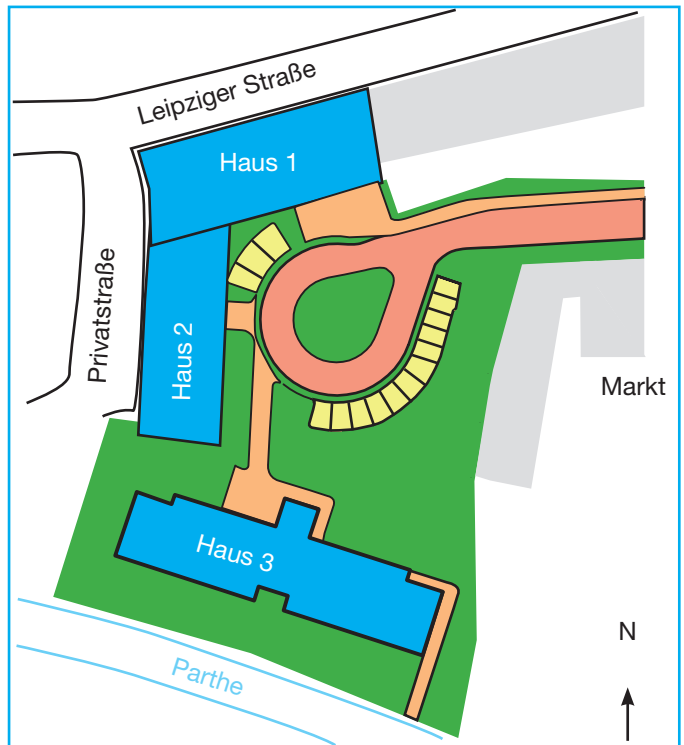 Leipziger Straße
Haus 1
Privatstraße
Haus 2
Markt
Haus 3
N
Parthe